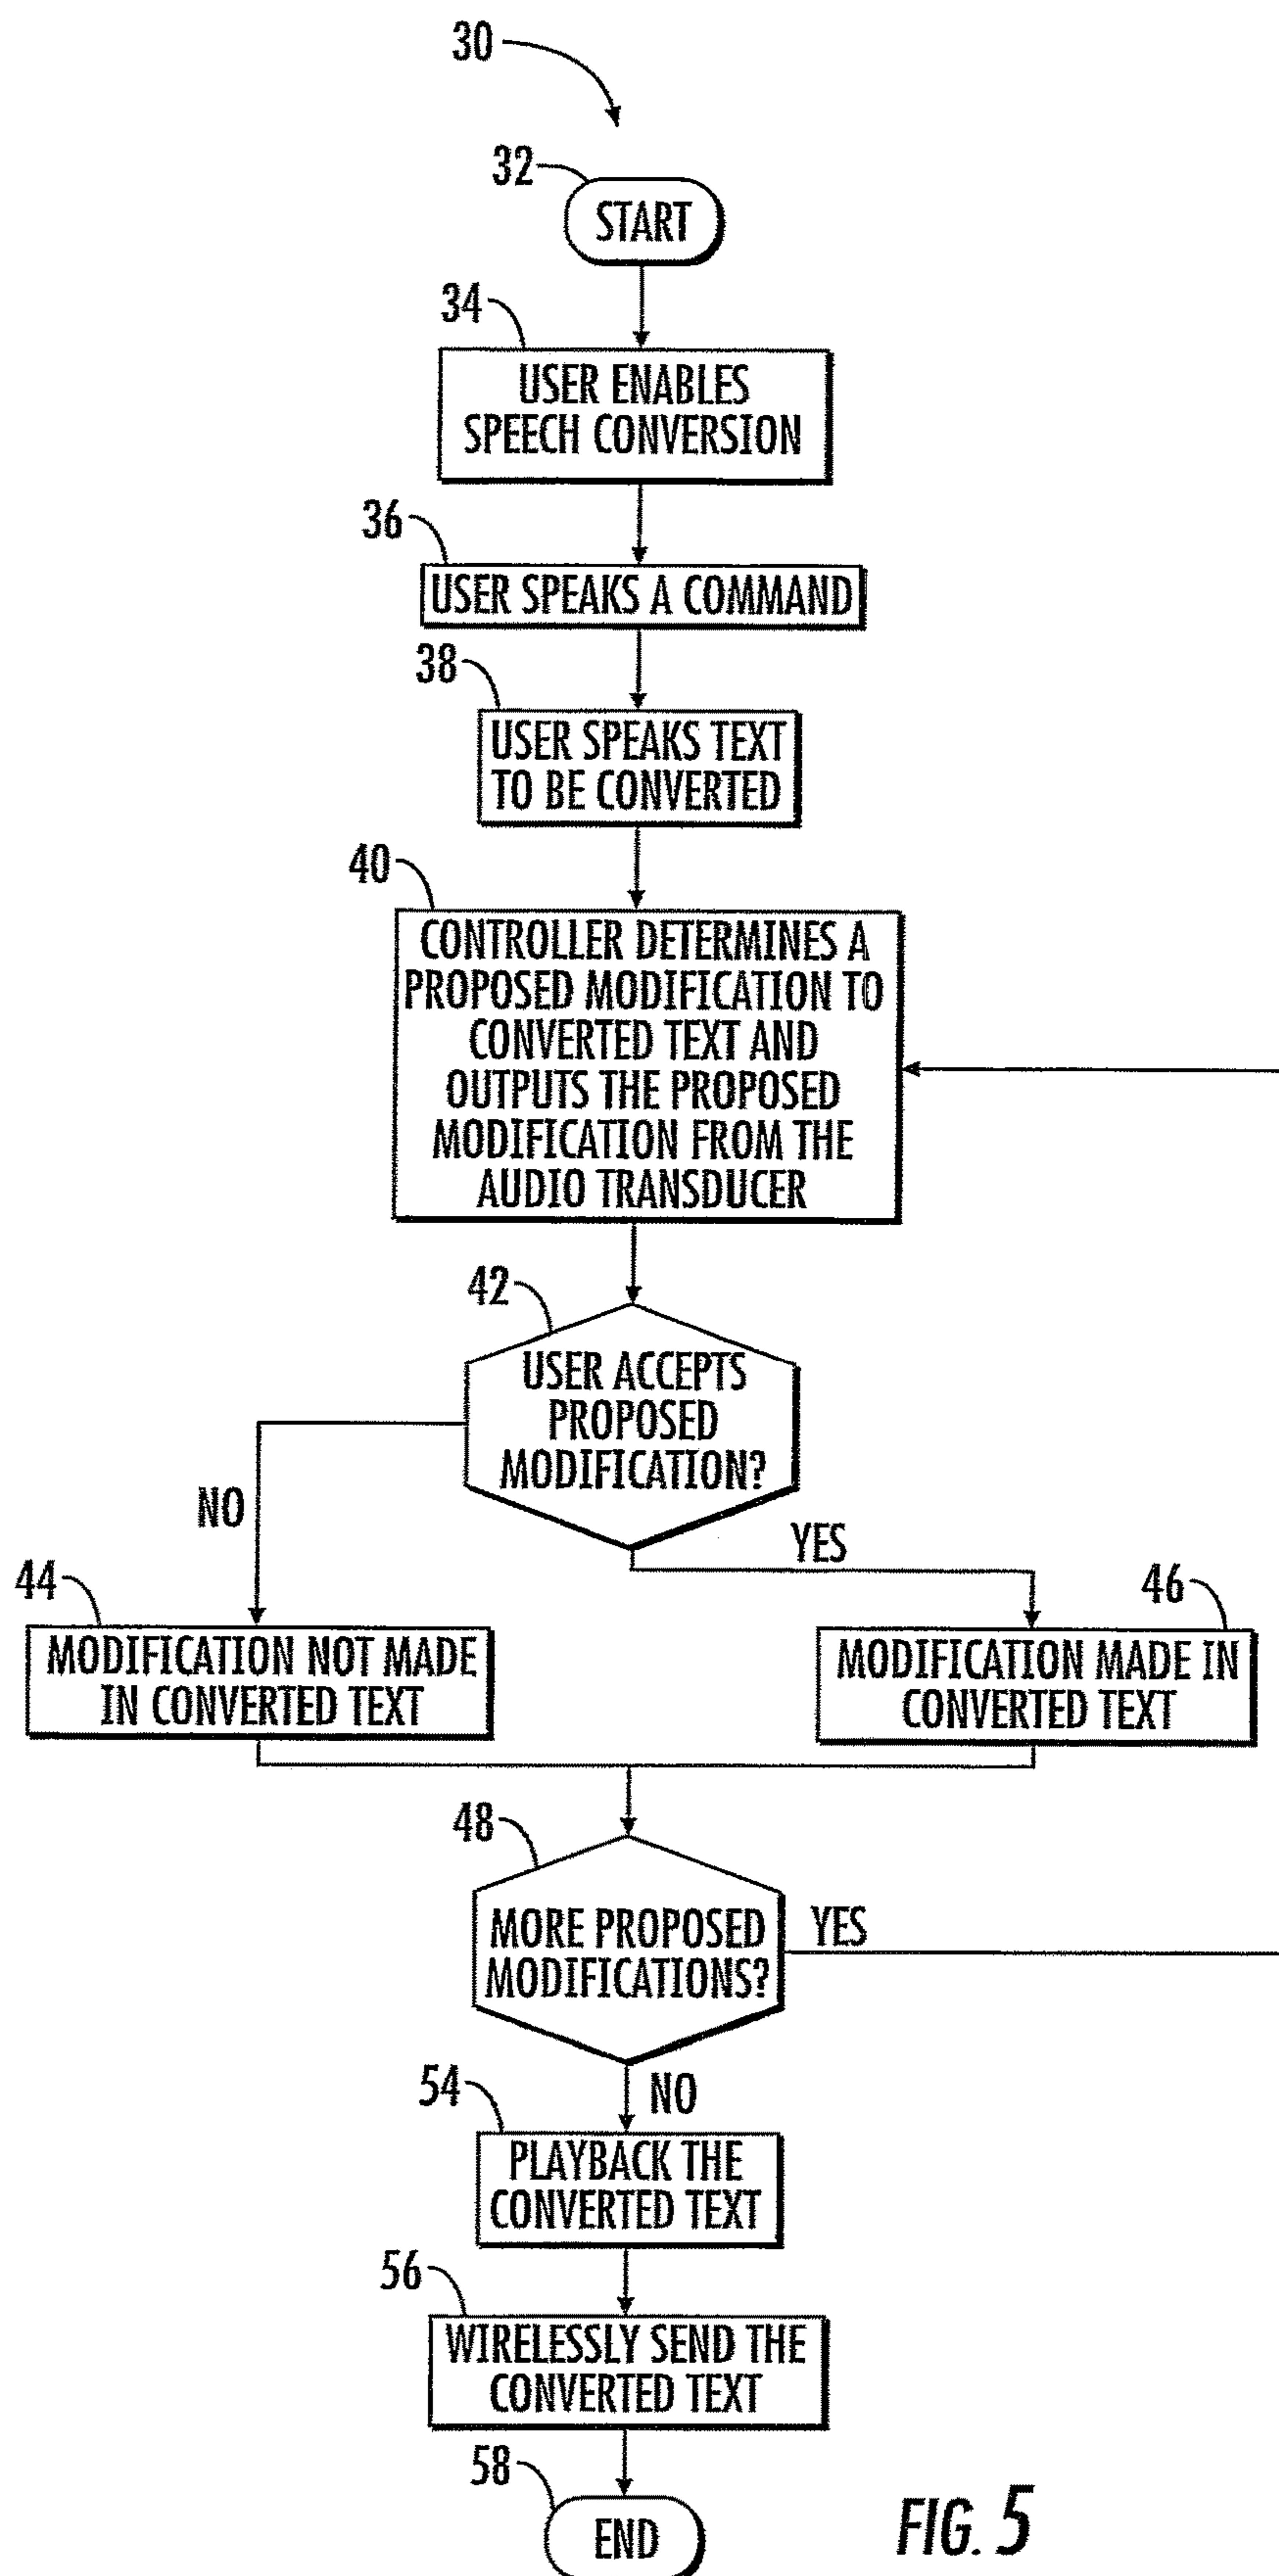 30
32
START
34
USER ENABLES
SPEECH CONVERSION
36
USER SPEAKS A COMMAND
38
USER SPEAKS TEXT
TO BE CONVERTED
40
CONTROLLER DETERMINES A
PROPOSED MODIFICATION TO
CONVERTED TEXT AND
OUTPUTS THE PROPOSED
MODIFICATION FROM THE
AUDIO TRANSDUCER
42
USER ACCEPTS
PROPOSED
MODIFICATION?
NO
YES
44
MODIFICATION NOT MADE
IN CONVERTED TEXT
46
MODIFICATION MADE IN
CONVERTED TEXT
48
MORE PROPOSED
MODIFICATIONS?
YES
NO
54
PLAYBACK THE
CONVERTED TEXT
56
WIRELESSLY SEND THE
CONVERTED TEXT
58
END
FIG. 5